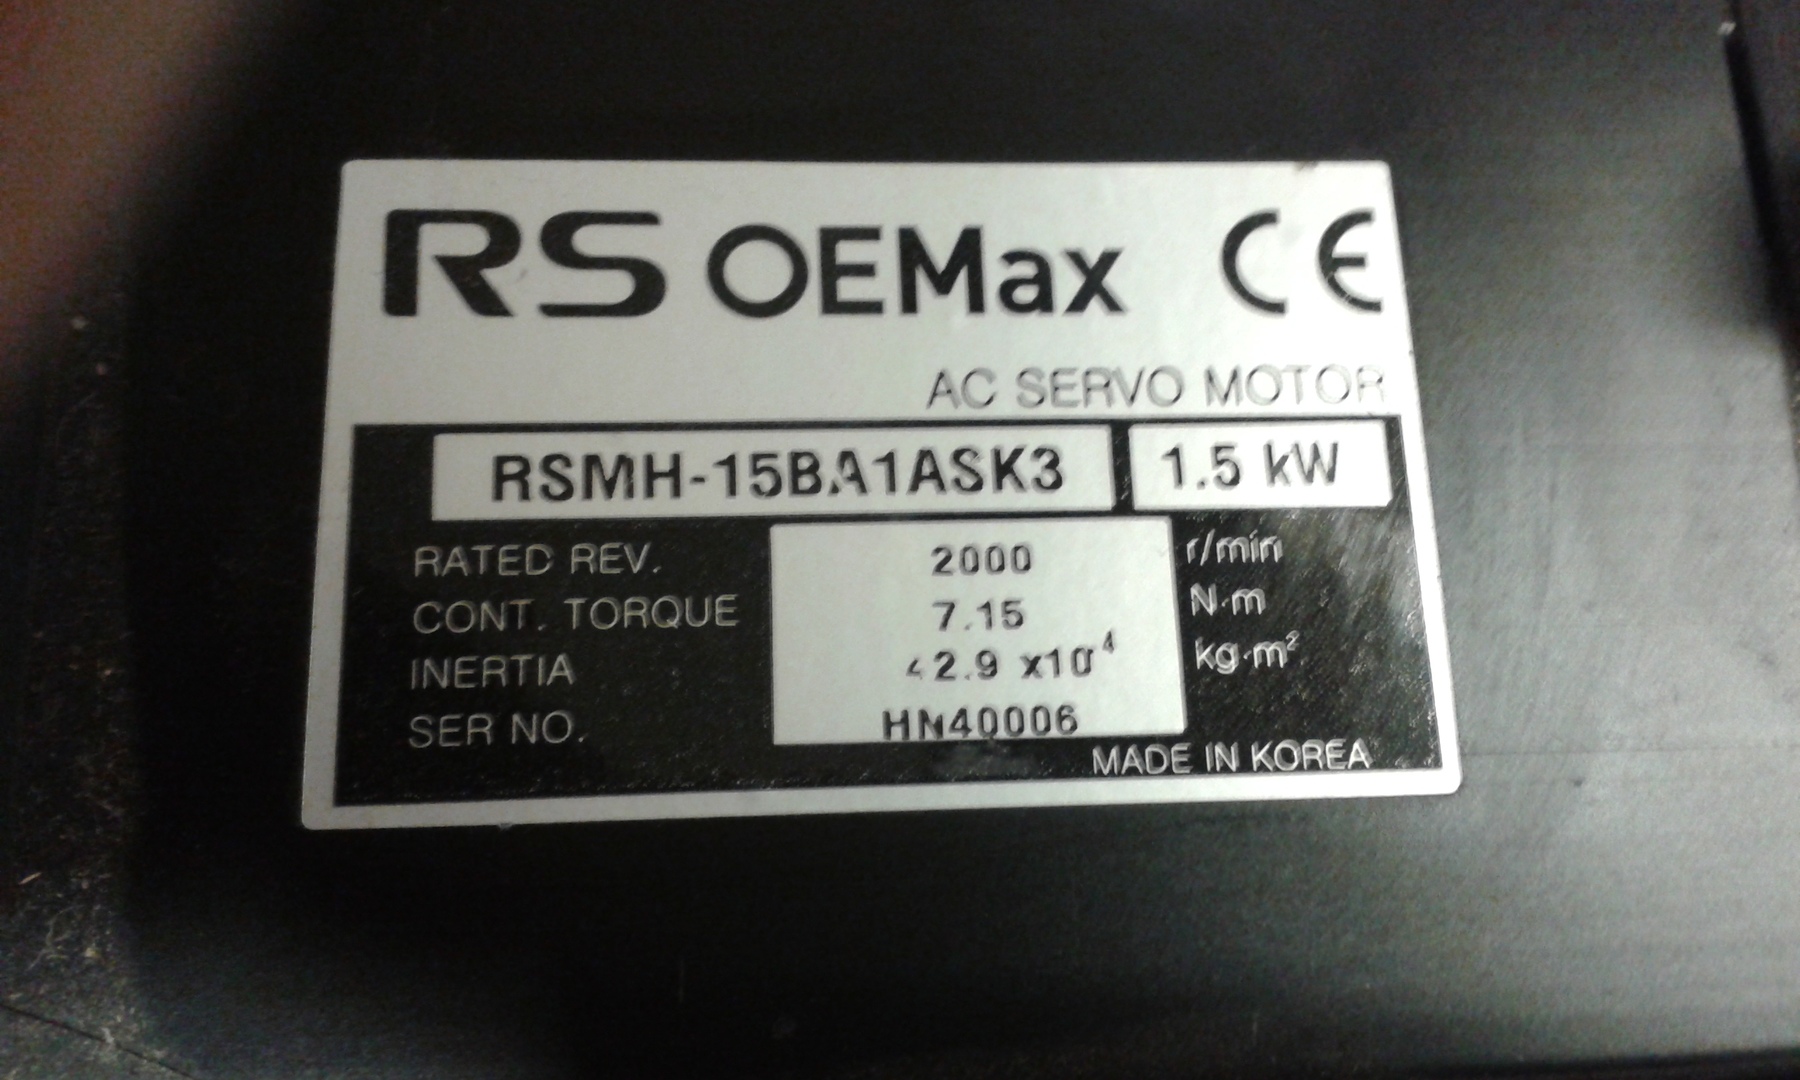 RS OEMax CE
AC SERVO MOTOR
RSMH-15BA1ASK3 1.5 kW
RATED REV. 2000 r/min
CONT. TORQUE 7.15 N·m
INERTIA 42.9 x10⁻⁴ kg·m²
SER NO. HN40006
MADE IN KOREA